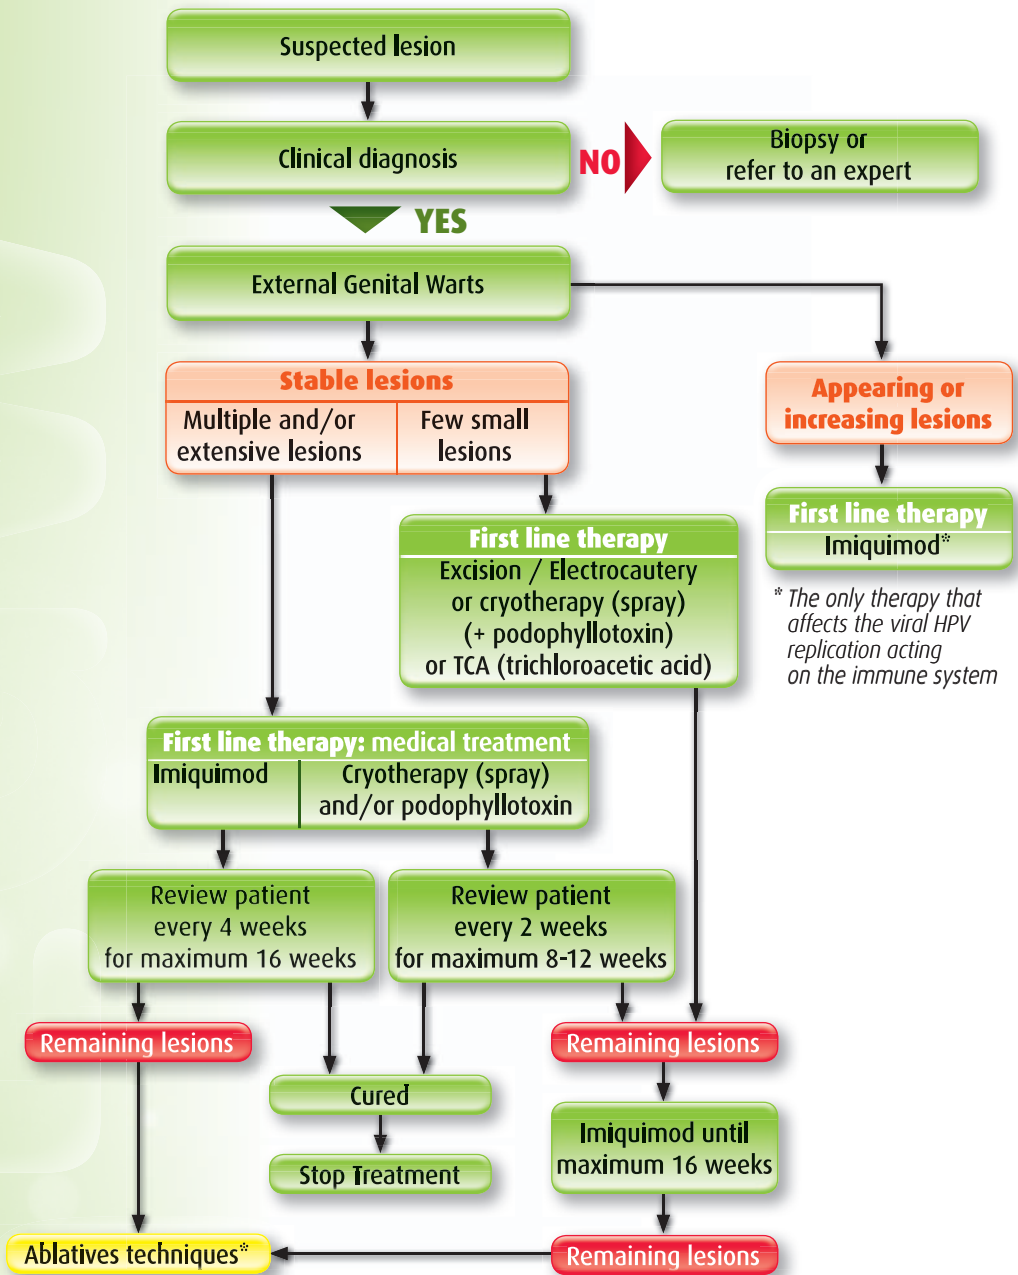 Suspected lesion
Clinical diagnosis
NO
Biopsy or
refer to an expert
YES
External Genital Warts
Stable lesions
Multiple and/or
extensive lesions
Few small
lesions
Appearing or
increasing lesions
First line therapy
Imiquimod*
* The only therapy that
affects the viral HPV
replication acting
on the immune system
First line therapy
Excision / Electrocautery
or cryotherapy (spray)
(+ podophyllotoxin)
or TCA (trichloroacetic acid)
First line therapy: medical treatment
Imiquimod
Cryotherapy (spray)
and/or podophyllotoxin
Review patient
every 4 weeks
for maximum 16 weeks
Review patient
every 2 weeks
for maximum 8-12 weeks
Remaining lesions
Remaining lesions
Cured
Stop Treatment
Imiquimod until
maximum 16 weeks
Ablatives techniques*
Remaining lesions